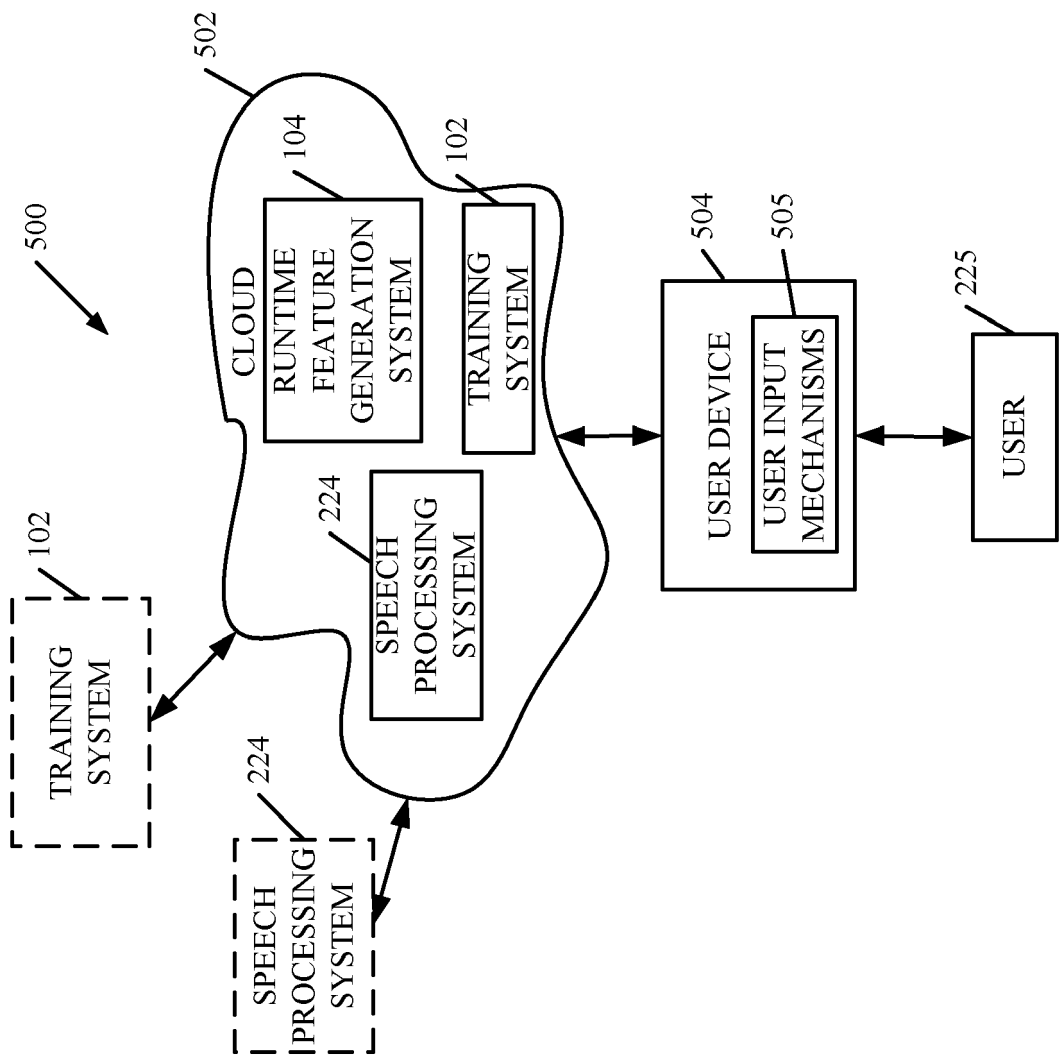 500
502
CLOUD
RUNTIME
FEATURE
GENERATION
SYSTEM
104
TRAINING
SYSTEM
102
SPEECH
PROCESSING
SYSTEM
224
TRAINING
SYSTEM
102
SPEECH
PROCESSING
SYSTEM
224
USER DEVICE
504
USER INPUT
MECHANISMS
505
USER
225